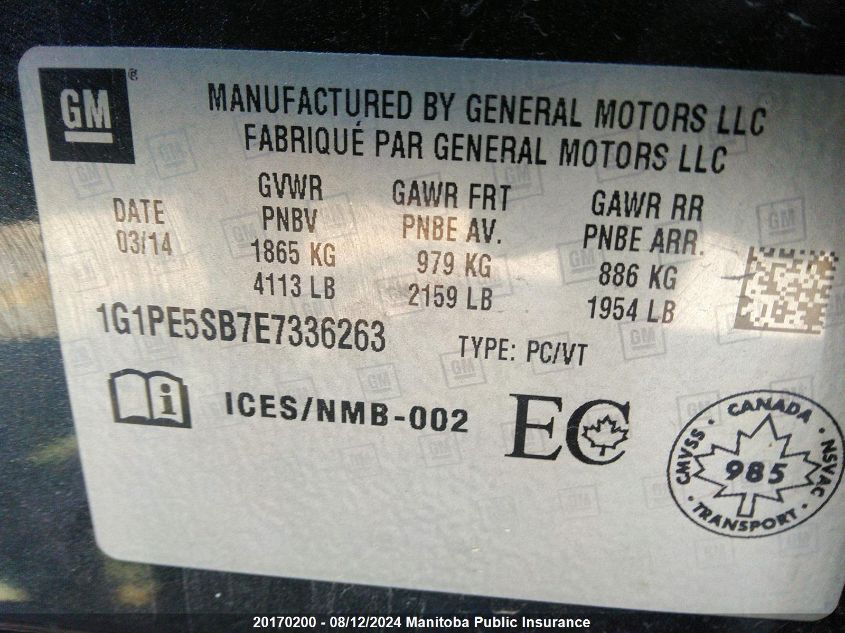 GM ®
MANUFACTURED BY GENERAL MOTORS LLC
FABRIQUÉ PAR GENERAL MOTORS LLC
DATE
03/14
GVWR
PNBV
1865 KG
4113 LB
GAWR FRT
PNBE AV.
979 KG
2159 LB
GAWR RR
PNBE ARR.
886 KG
1954 LB
1G1PE5SB7E7336263
TYPE: PC/VT
i
ICES/NMB-002
EC
CANADA
CMVSS · NSVAC
985
· TRANSPORT ·
20170200 - 08/12/2024 Manitoba Public Insurance